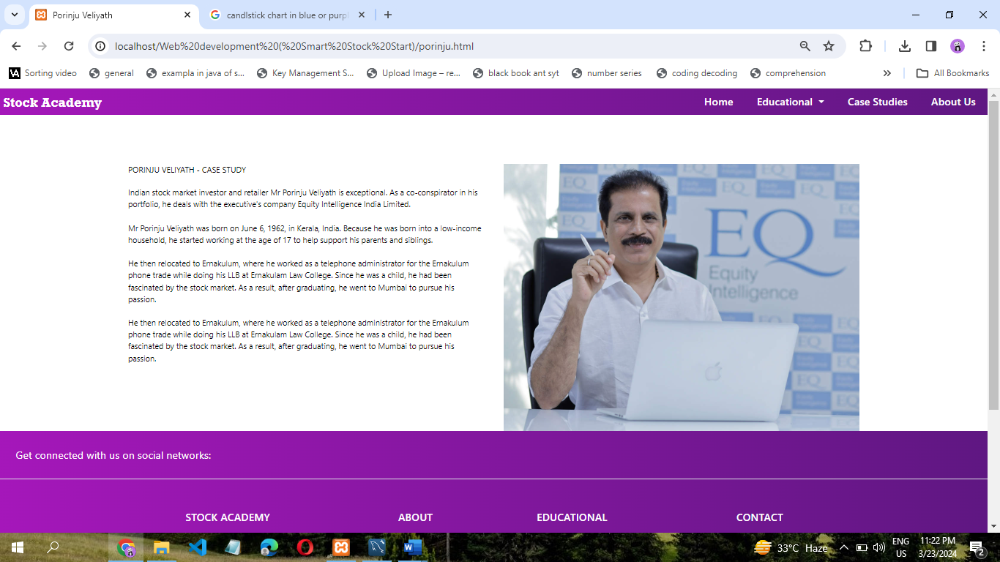 Porinju Veliyath
candlstick chart in blue or purpl
localhost/Web%20development%20(%20Smart%20Stock%20Start)/porinju.html
Sorting video
general
exampla in java of s...
Key Management S...
Upload Image – re...
black book ant syt
number series
coding decoding
comprehension
All Bookmarks
Stock Academy
Home
Educational
Case Studies
About Us
PORINJU VELIYATH - CASE STUDY
Indian stock market investor and retailer Mr Porinju Veliyath is exceptional. As a co-conspirator in his
portfolio, he deals with the executive's company Equity Intelligence India Limited.
Mr Porinju Veliyath was born on June 6, 1962, in Kerala, India. Because he was born into a low-income
household, he started working at the age of 17 to help support his parents and siblings.
He then relocated to Ernakulum, where he worked as a telephone administrator for the Ernakulum
phone trade while doing his LLB at Ernakulam Law College. Since he was a child, he had been
fascinated by the stock market. As a result, after graduating, he went to Mumbai to pursue his
passion.
He then relocated to Ernakulum, where he worked as a telephone administrator for the Ernakulum
phone trade while doing his LLB at Ernakulam Law College. Since he was a child, he had been
fascinated by the stock market. As a result, after graduating, he went to Mumbai to pursue his
passion.
EQ
Equity
Intelligence
Get connected with us on social networks:
STOCK ACADEMY
ABOUT
EDUCATIONAL
CONTACT
33°C Haze
ENG
US
11:22 PM
3/23/2024
2